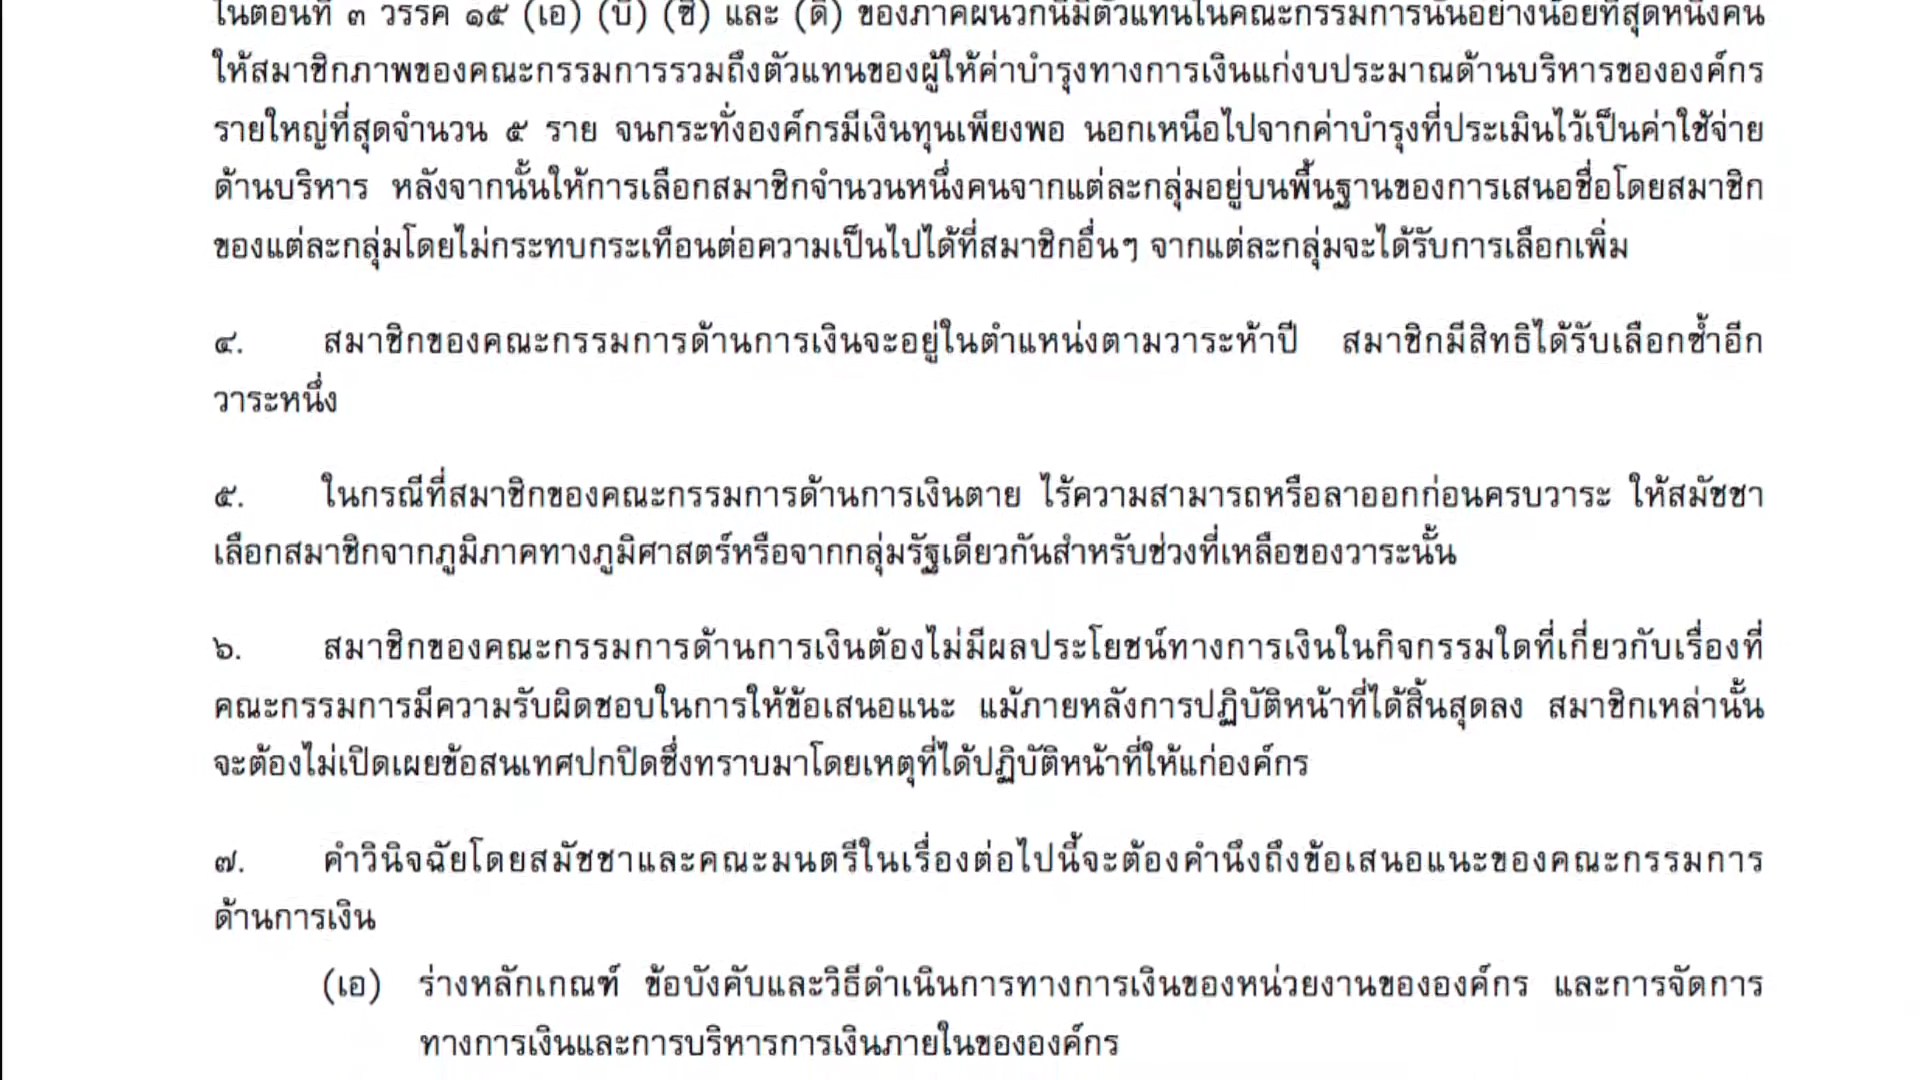 ในตอนที่ ๓ วรรค ๑๕ (เอ) (บี) (ซี) และ (ดี) ของภาคผนวกนี้มีตัวแทนในคณะกรรมการนั้นอย่างน้อยที่สุดหนึ่งคน
ให้สมาชิกภาพของคณะกรรมการรวมถึงตัวแทนของผู้ให้ค่าบำรุงทางการเงินแก่งบประมาณด้านบริหารขององค์กร
รายใหญ่ที่สุดจำนวน ๕ ราย จนกระทั่งองค์กรมีเงินทุนเพียงพอ นอกเหนือไปจากค่าบำรุงที่ประเมินไว้เป็นค่าใช้จ่าย
ด้านบริหาร หลังจากนั้นให้การเลือกสมาชิกจำนวนหนึ่งคนจากแต่ละกลุ่มอยู่บนพื้นฐานของการเสนอชื่อโดยสมาชิก
ของแต่ละกลุ่มโดยไม่กระทบกระเทือนต่อความเป็นไปได้ที่สมาชิกอื่นๆ จากแต่ละกลุ่มจะได้รับการเลือกเพิ่ม
๔. สมาชิกของคณะกรรมการด้านการเงินจะอยู่ในตำแหน่งตามวาระห้าปี สมาชิกมีสิทธิได้รับเลือกซ้ำอีก
วาระหนึ่ง
๕. ในกรณีที่สมาชิกของคณะกรรมการด้านการเงินตาย ไร้ความสามารถหรือลาออกก่อนครบวาระ ให้สมัชชา
เลือกสมาชิกจากภูมิภาคทางภูมิศาสตร์หรือจากกลุ่มรัฐเดียวกันสำหรับช่วงที่เหลือของวาระนั้น
๖. สมาชิกของคณะกรรมการด้านการเงินต้องไม่มีผลประโยชน์ทางการเงินในกิจกรรมใดที่เกี่ยวกับเรื่องที่
คณะกรรมการมีความรับผิดชอบในการให้ข้อเสนอแนะ แม้ภายหลังการปฏิบัติหน้าที่ได้สิ้นสุดลง สมาชิกเหล่านั้น
จะต้องไม่เปิดเผยข้อสนเทศปกปิดซึ่งทราบมาโดยเหตุที่ได้ปฏิบัติหน้าที่ให้แก่องค์กร
๗. คำวินิจฉัยโดยสมัชชาและคณะมนตรีในเรื่องต่อไปนี้จะต้องคำนึงถึงข้อเสนอแนะของคณะกรรมการ
ด้านการเงิน
(เอ) ร่างหลักเกณฑ์ ข้อบังคับและวิธีดำเนินการทางการเงินของหน่วยงานขององค์กร และการจัดการ
ทางการเงินและการบริหารการเงินภายในขององค์กร